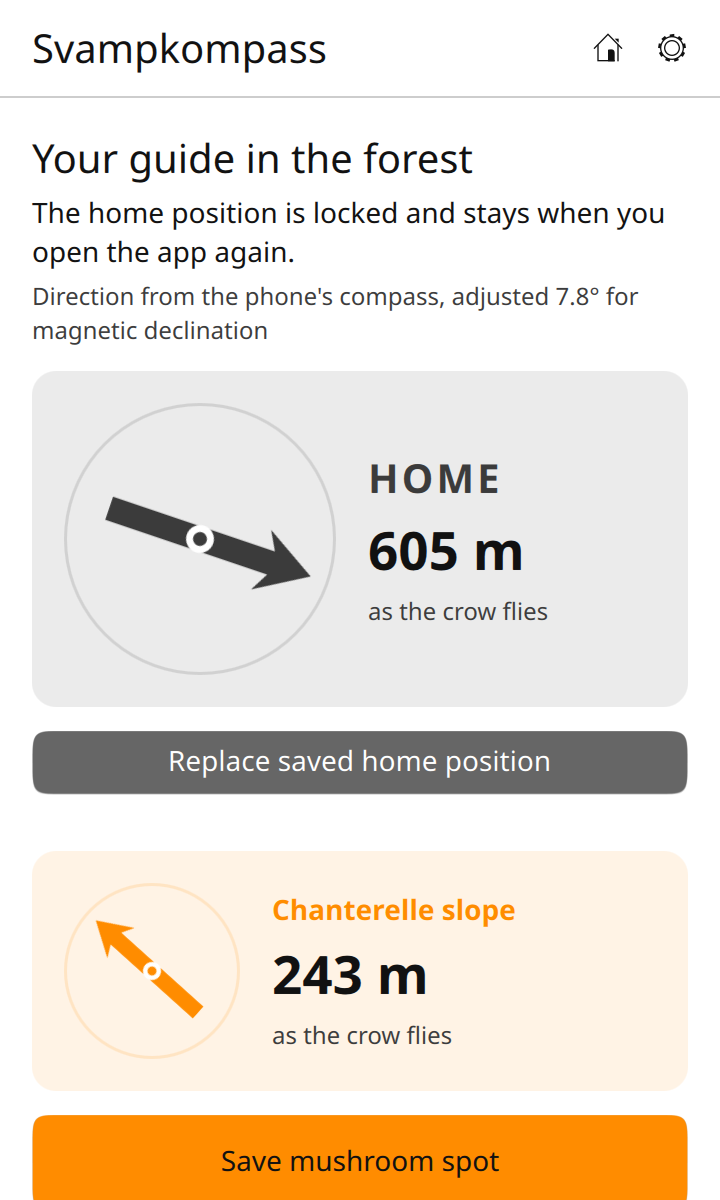 Svampkompass
Your guide in the forest
The home position is locked and stays when you
open the app again.
Direction from the phone's compass, adjusted 7.8° for
magnetic declination
HOME
605 m
as the crow flies
Replace saved home position
Chanterelle slope
243 m
as the crow flies
Save mushroom spot